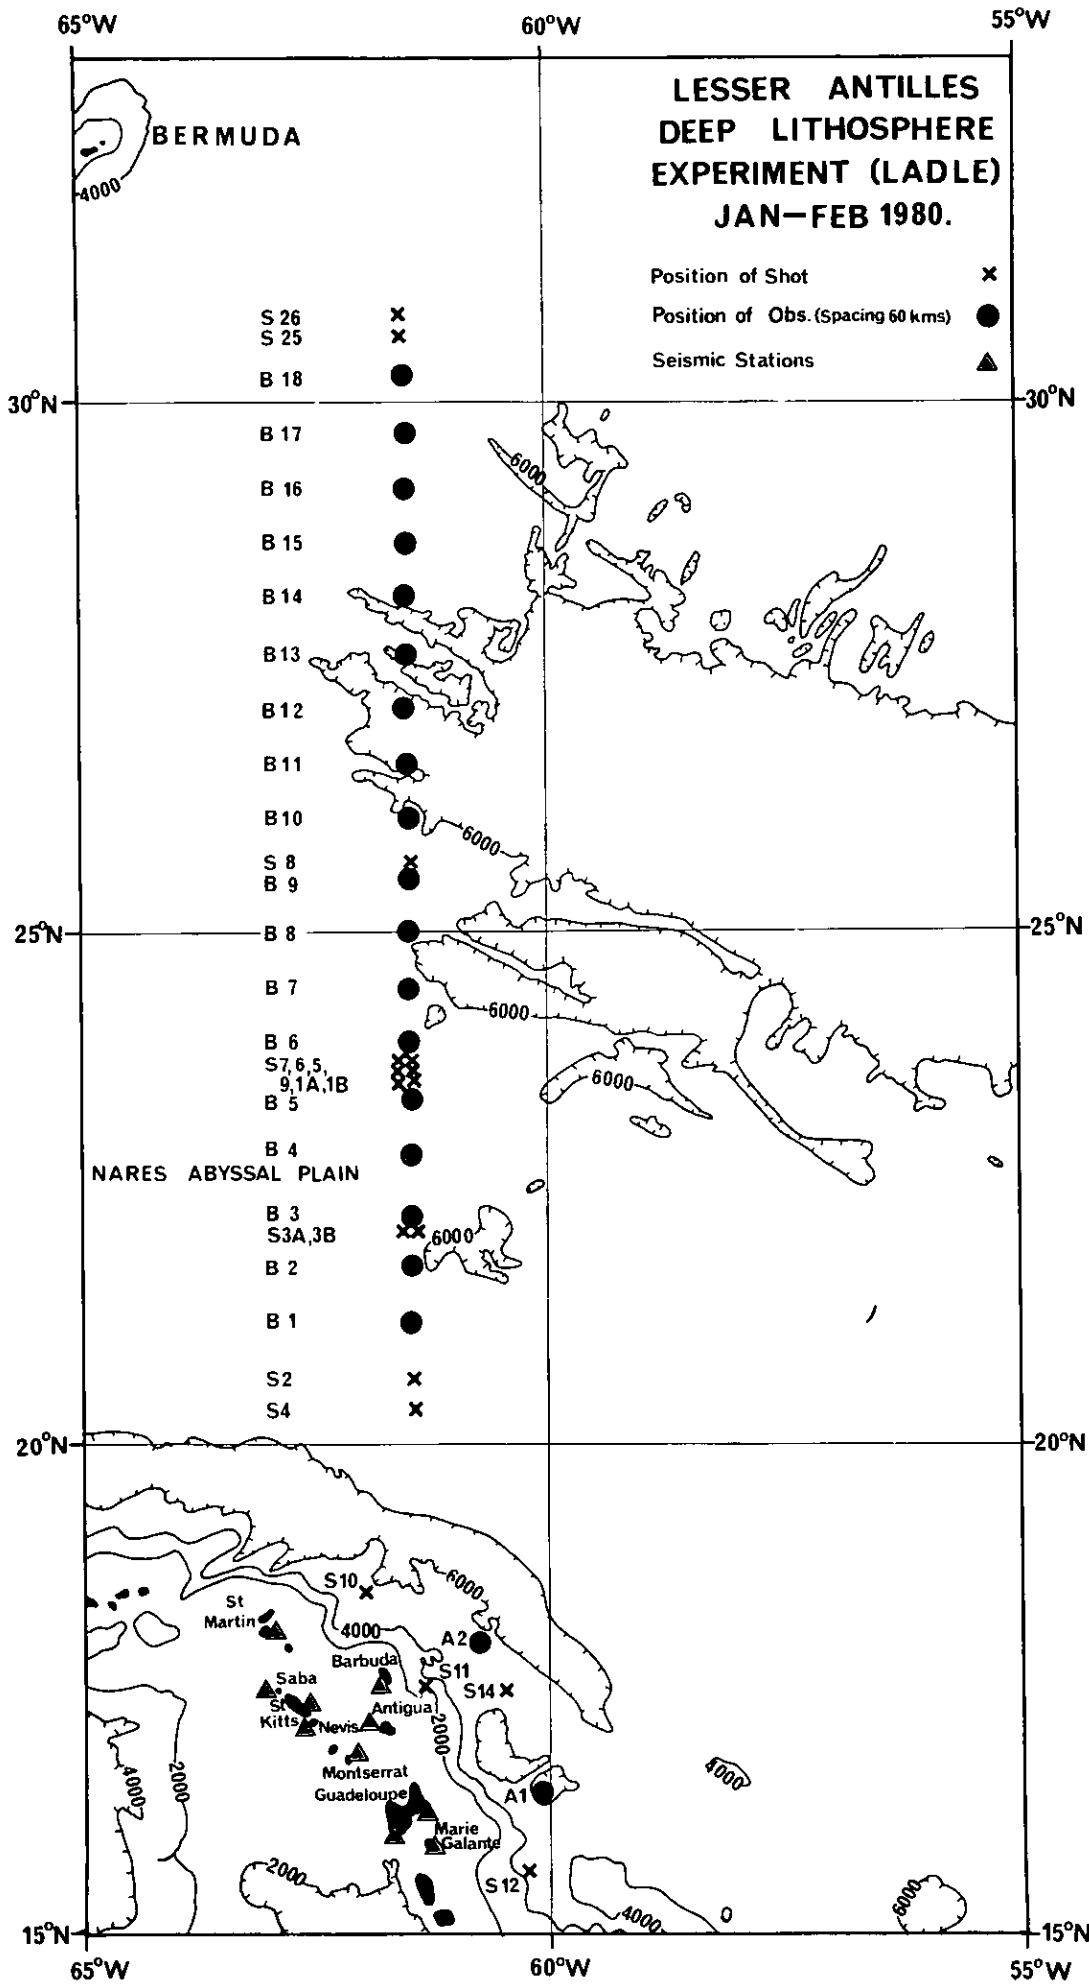 65°W 60°W 55°W
LESSER ANTILLES
DEEP LITHOSPHERE
EXPERIMENT (LADLE)
JAN—FEB 1980.
BERMUDA
4000
Position of Shot
Position of Obs. (Spacing 60 kms)
Seismic Stations
S 26
S 25
B 18
30°N 30°N
B 17
6000
B 16
B 15
B 14
B 13
B 12
B 11
B 10
6000
S 8
B 9
25°N B 8 25°N
B 7
6000
B 6
S7,6,5,
9,1A,1B
6000
B 5
B 4
NARES ABYSSAL PLAIN
B 3
S3A,3B
6000
B 2
B 1
S2
S4
20°N 20°N
S10
6000
St
Martin
4000
A2
Barbuda
S11
Saba
S14
St
Kitts
Nevis
Antigua
2000
Montserrat
4000
4000
2000
Guadeloupe
A1
Marie
Galante
2000
S12
6000
4000
15°N 15°N
65°W 60°W 55°W